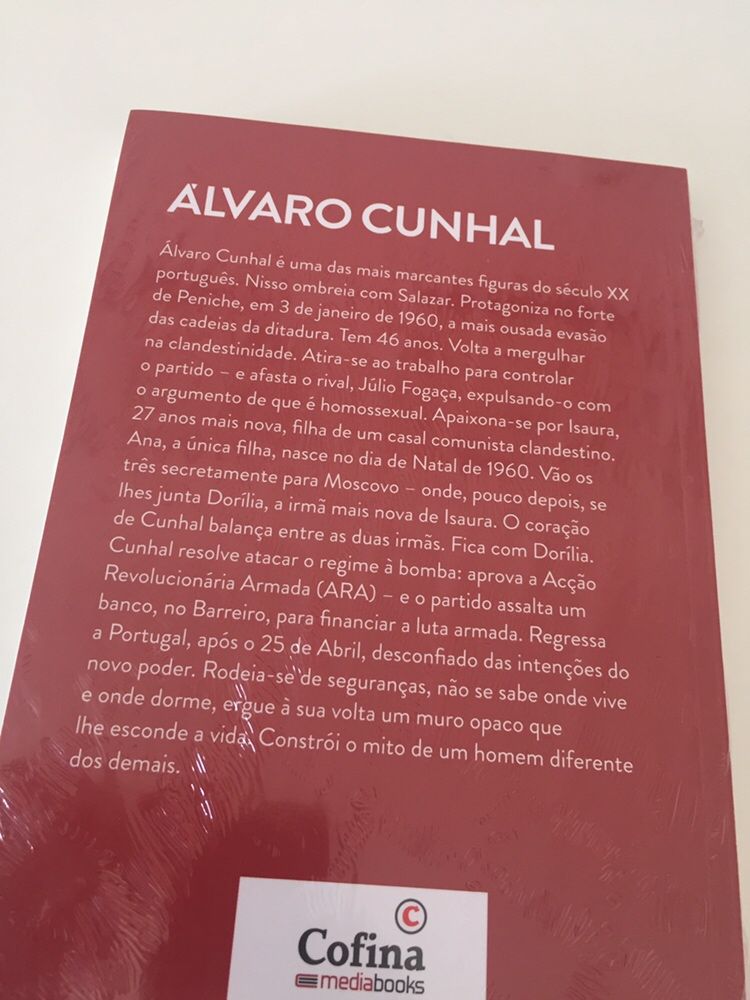 ÁLVARO CUNHAL
Álvaro Cunhal é uma das mais marcantes figuras do século XX
português. Nisso ombreia com Salazar. Protagoniza no forte
de Peniche, em 3 de janeiro de 1960, a mais ousada evasão
das cadeias da ditadura. Tem 46 anos. Volta a mergulhar
na clandestinidade. Atira-se ao trabalho para controlar
o partido – e afasta o rival, Júlio Fogaça, expulsando-o com
o argumento de que é homossexual. Apaixona-se por Isaura,
27 anos mais nova, filha de um casal comunista clandestino.
Ana, a única filha, nasce no dia de Natal de 1960. Vão os
três secretamente para Moscovo – onde, pouco depois, se
lhes junta Dorília, a irmã mais nova de Isaura. O coração
de Cunhal balança entre as duas irmãs. Fica com Dorília.
Cunhal resolve atacar o regime à bomba: aprova a Acção
Revolucionária Armada (ARA) – e o partido assalta um
banco, no Barreiro, para financiar a luta armada. Regressa
a Portugal, após o 25 de Abril, desconfiado das intenções do
novo poder. Rodeia-se de seguranças, não se sabe onde vive
e onde dorme, ergue à sua volta um muro opaco que
lhe esconde a vida. Constrói o mito de um homem diferente
dos demais.
C
Cofina
mediabooks